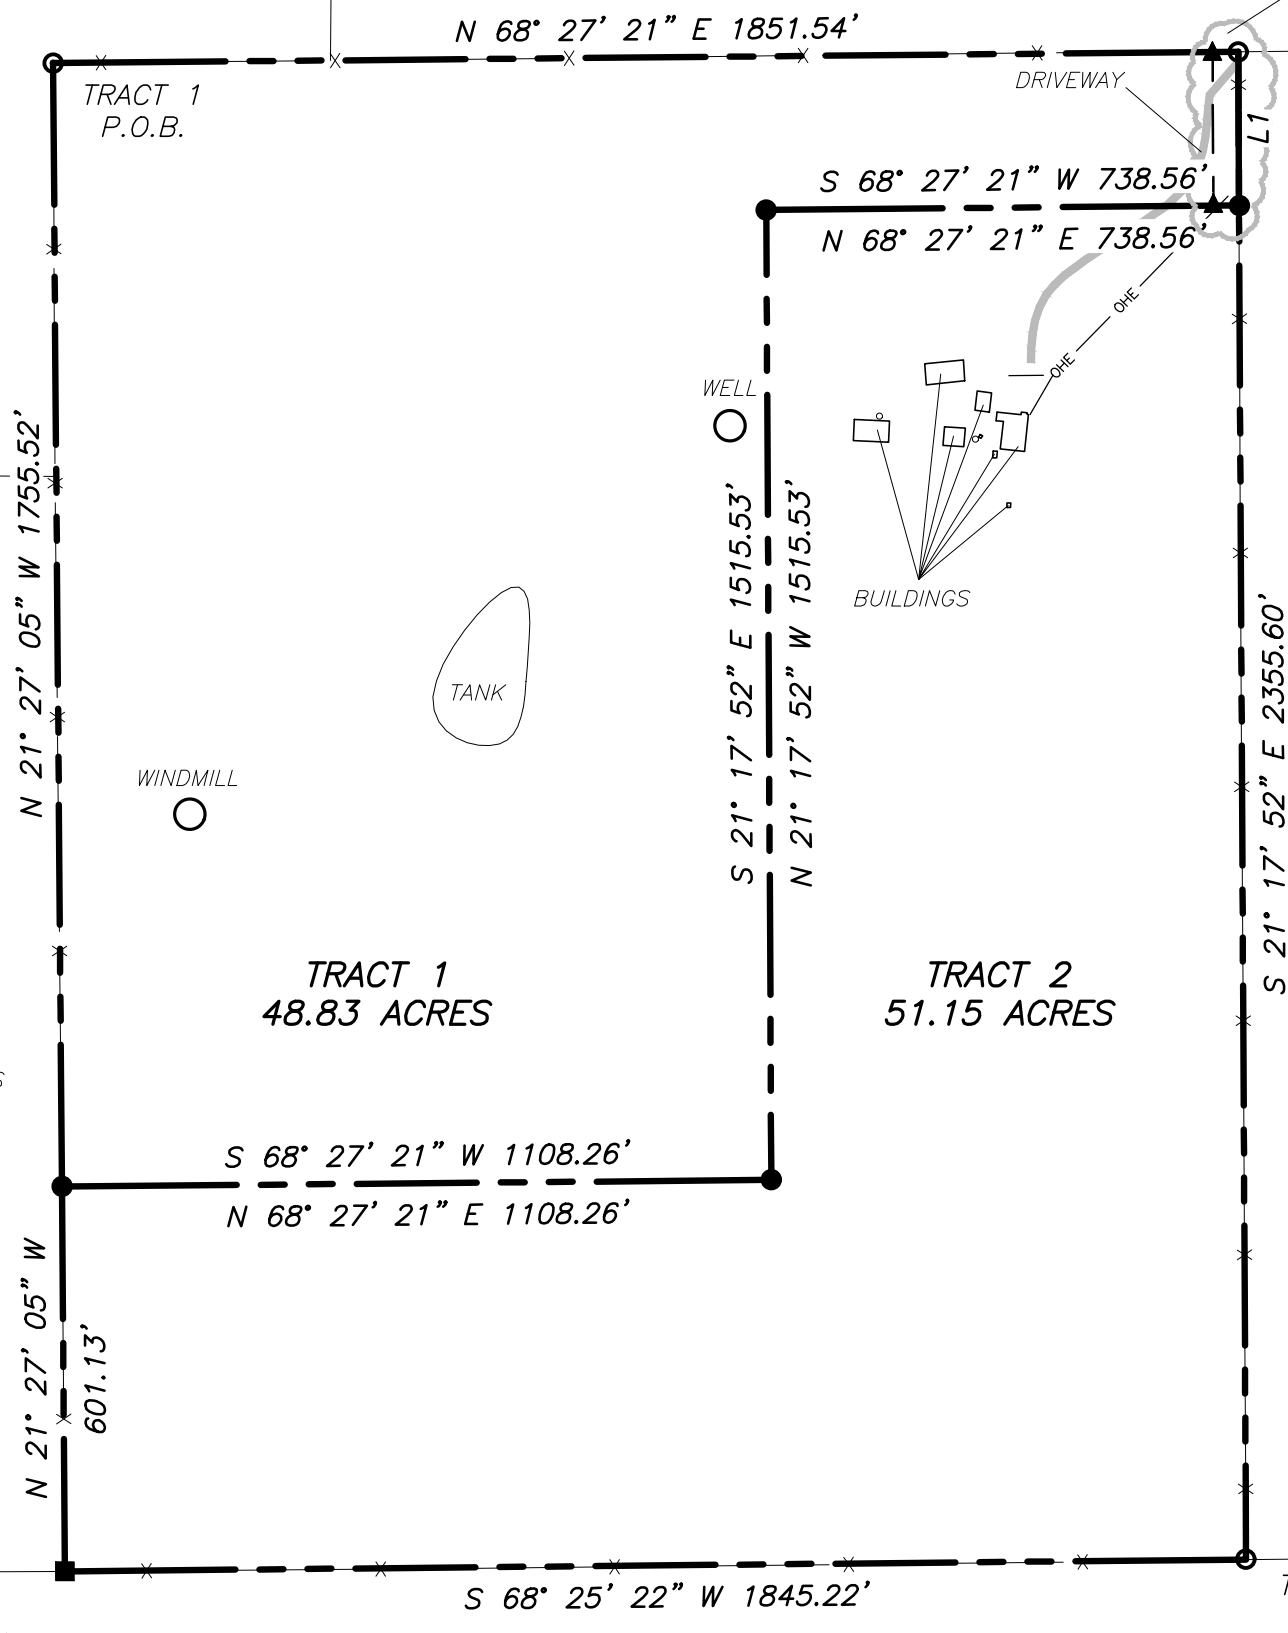 N 68° 27' 21" E 1851.54'
TRACT 1
P.O.B.
DRIVEWAY
L1
S 68° 27' 21" W 738.56'
N 68° 27' 21" E 738.56'
OHE
OHE
WELL
N 21° 27' 05" W 1755.52'
S 21° 17' 52" E 1515.53'
N 21° 17' 52" W 1515.53'
BUILDINGS
S 21° 17' 52" E 2355.60'
TANK
WINDMILL
TRACT 1
48.83 ACRES
TRACT 2
51.15 ACRES
S 68° 27' 21" W 1108.26'
N 68° 27' 21" E 1108.26'
N 21° 27' 05" W
601.13'
S 68° 25' 22" W 1845.22'